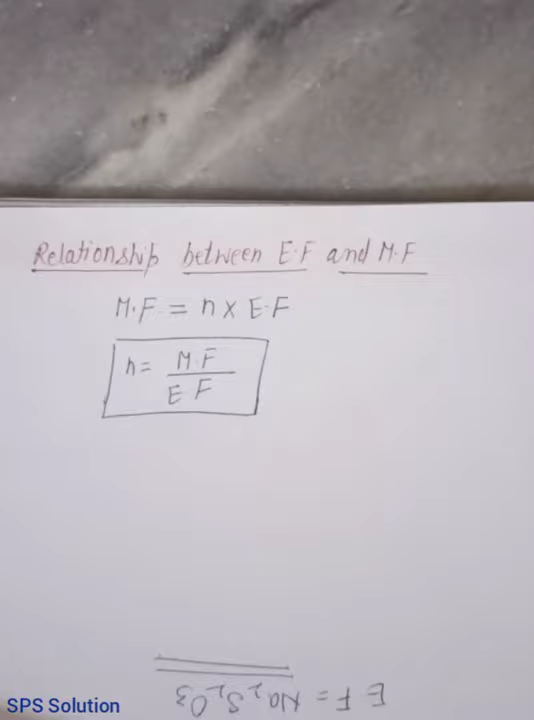 Relationship between E.F and M.F
M.F = n x E.F
n = M.F
E F
E F = Na2S2O3
SPS Solution